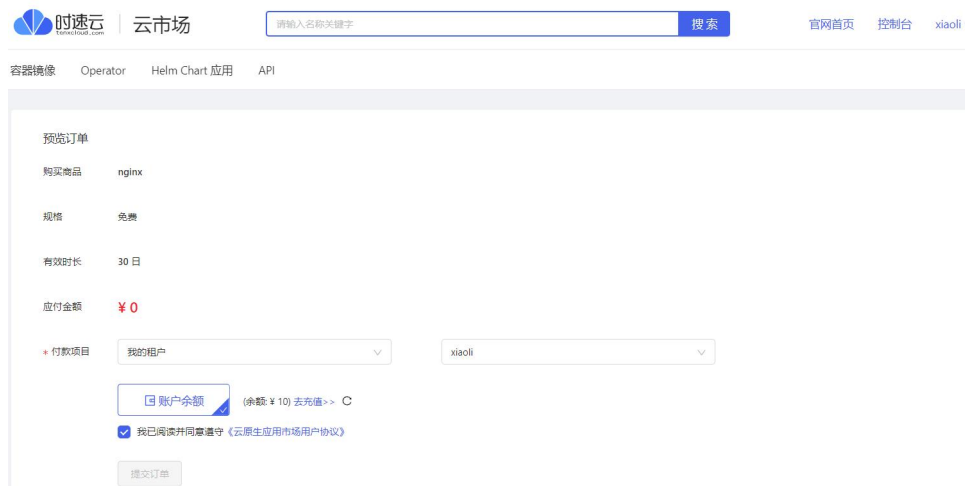 时速云 云市场 请输入名称关键字 搜索 官网首页 控制台 xiaoli
tenxcloud.com
容器镜像 Operator Helm Chart 应用 API
预览订单
购买商品 nginx
规格 免费
有效时长 30 日
应付金额 ¥ 0
* 付款项目 我的租户 xiaoli
账户余额 (余额: ¥ 10) 去充值>>
我已阅读并同意遵守《云原生应用市场用户协议》
提交订单